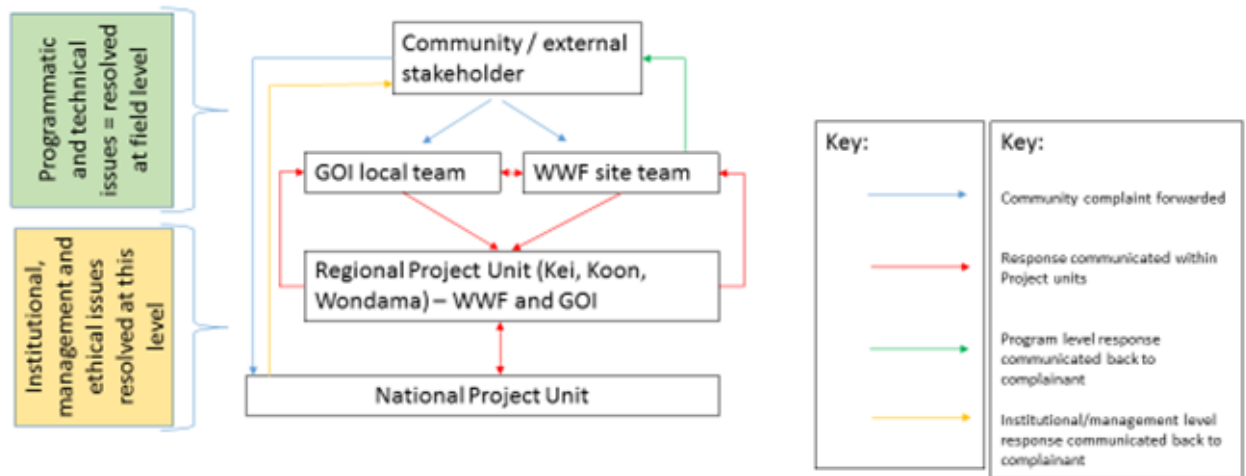 Programmatic
and technical
issues = resolved
at field level
Institutional,
management and
ethical issues
resolved at this
level
Community / external
stakeholder
GOI local team
WWF site team
Regional Project Unit (Kei, Koon,
Wondama) – WWF and GOI
National Project Unit
Key:
Key:
Community complaint forwarded
Response communicated within
Project units
Program level response
communicated back to
complainant
Institutional/management level
response communicated back to
complainant